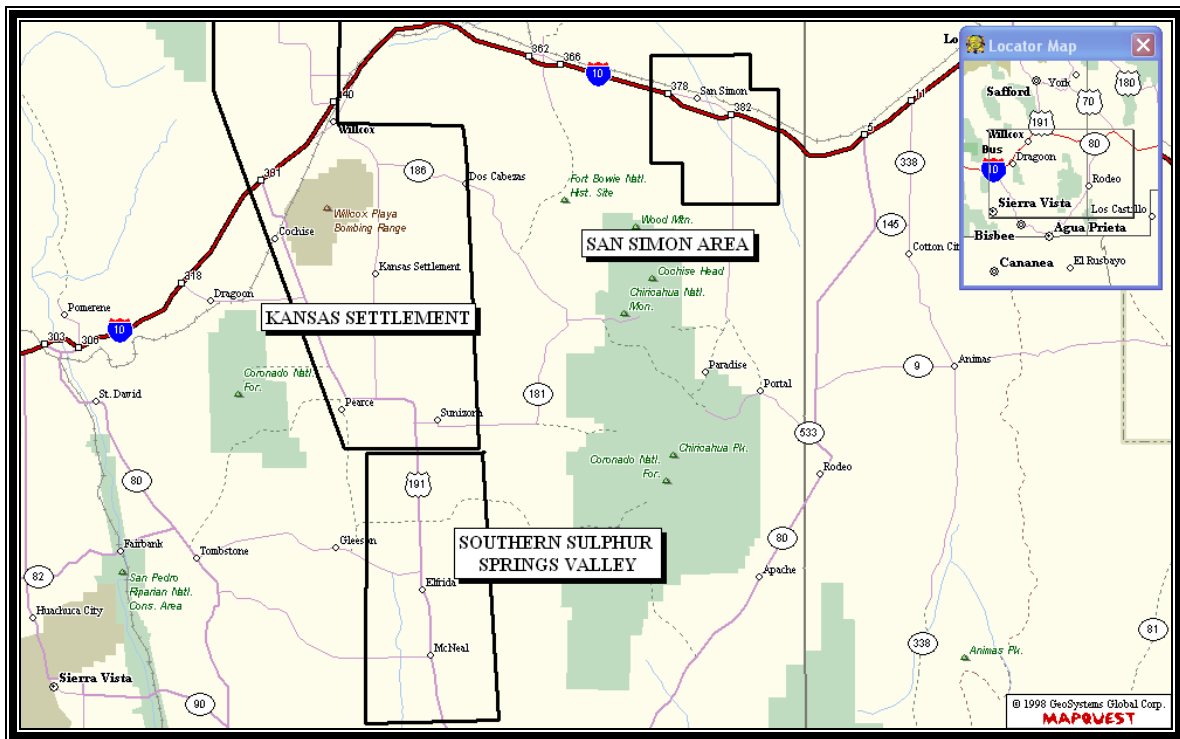 362
366
10
378
San Simon
382
Lo
11
5
Locator Map
Safford
York
180
70
191
Willcox
Bus
80
10
Dragoon
Rodeo
Sierra Vista
Los Castillo
Bisbee
Agua Prieta
Cananea
El Rusbayo
340
Willcox
186
Dos Cabezas
331
Fort Bowie Natl.
Hist. Site
338
Willcox Playa
Bombing Range
Wood Mtn.
145
Cochise
SAN SIMON AREA
Cotton Cit
Kansas Settlement
Cochise Head
318
Dragoon
Chiricahua Natl.
Mon.
Pomerene
KANSAS SETTLEMENT
10
303
306
Paradise
9
Animas
Coronado Natl.
For.
Portal
St. David
181
Pearce
Sunizona
533
Chiricahua Pk.
Coronado Natl.
For.
Rodeo
80
191
Fairbank
Tombstone
Gleeson
SOUTHERN SULPHUR
SPRINGS VALLEY
80
82
San Pedro
Riparian Natl.
Cons. Area
Elfrida
Apache
Huachuca City
81
338
McNeal
Animas Pk.
Sierra Vista
90
© 1998 GeoSystems Global Corp.
MAPQUEST